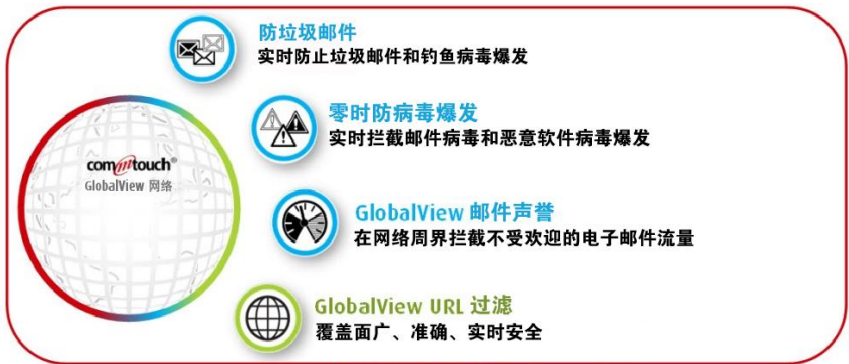 防垃圾邮件
实时防止垃圾邮件和钓鱼病毒爆发
零时防病毒爆发
实时拦截邮件病毒和恶意软件病毒爆发
commtouch®
GlobalView 网络
GlobalView 邮件声誉
在网络周界拦截不受欢迎的电子邮件流量
GlobalView URL 过滤
覆盖面广、准确、实时安全